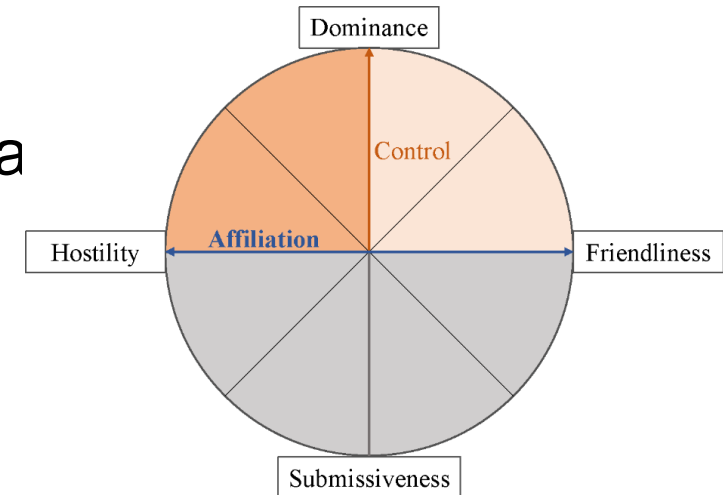 Dominance
Control
a
Affiliation
Hostility
Friendliness
Submissiveness